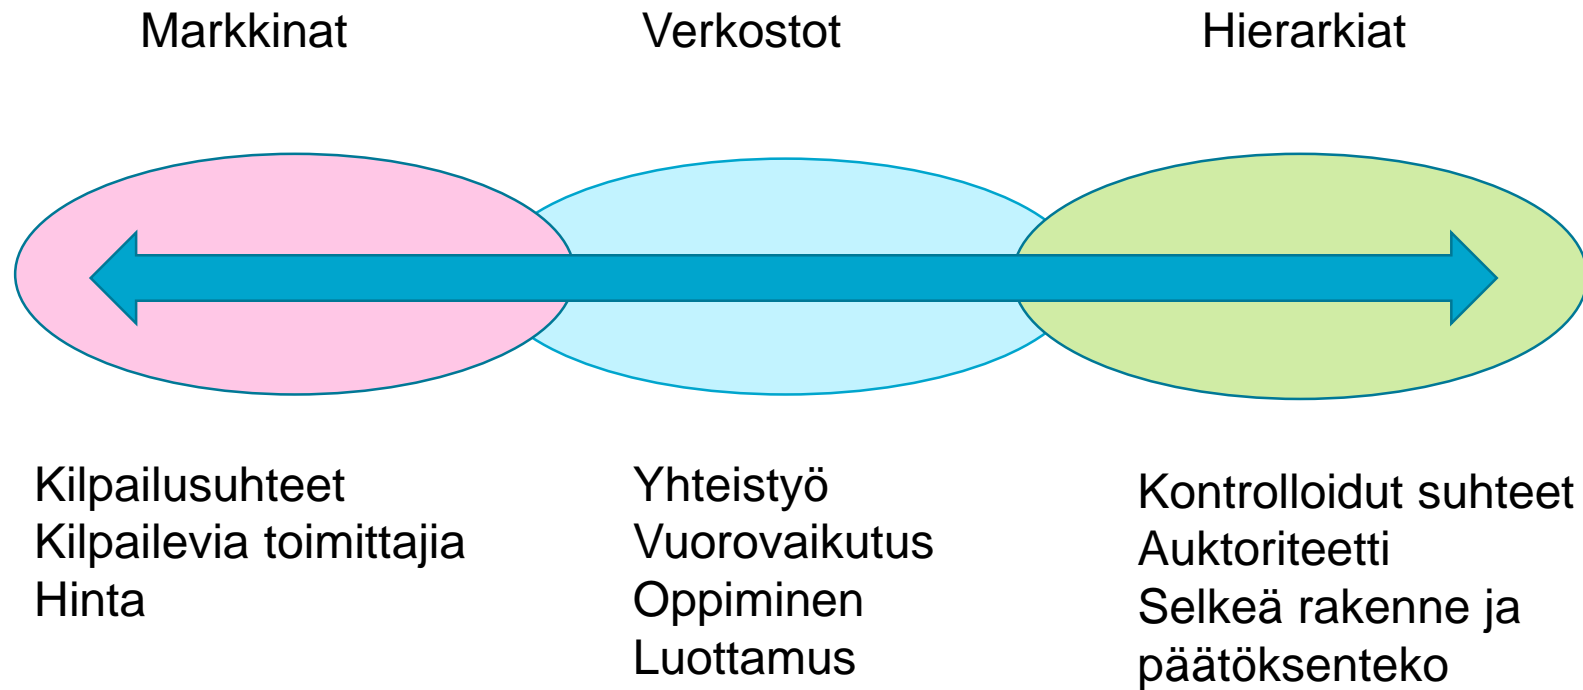 Markkinat
Verkostot
Hierarkiat
Kilpailusuhteet
Kilpailevia toimittajia
Hinta
Yhteistyö
Vuorovaikutus
Oppiminen
Luottamus
Kontrolloidut suhteet
Auktoriteetti
Selkeä rakenne ja
päätöksenteko